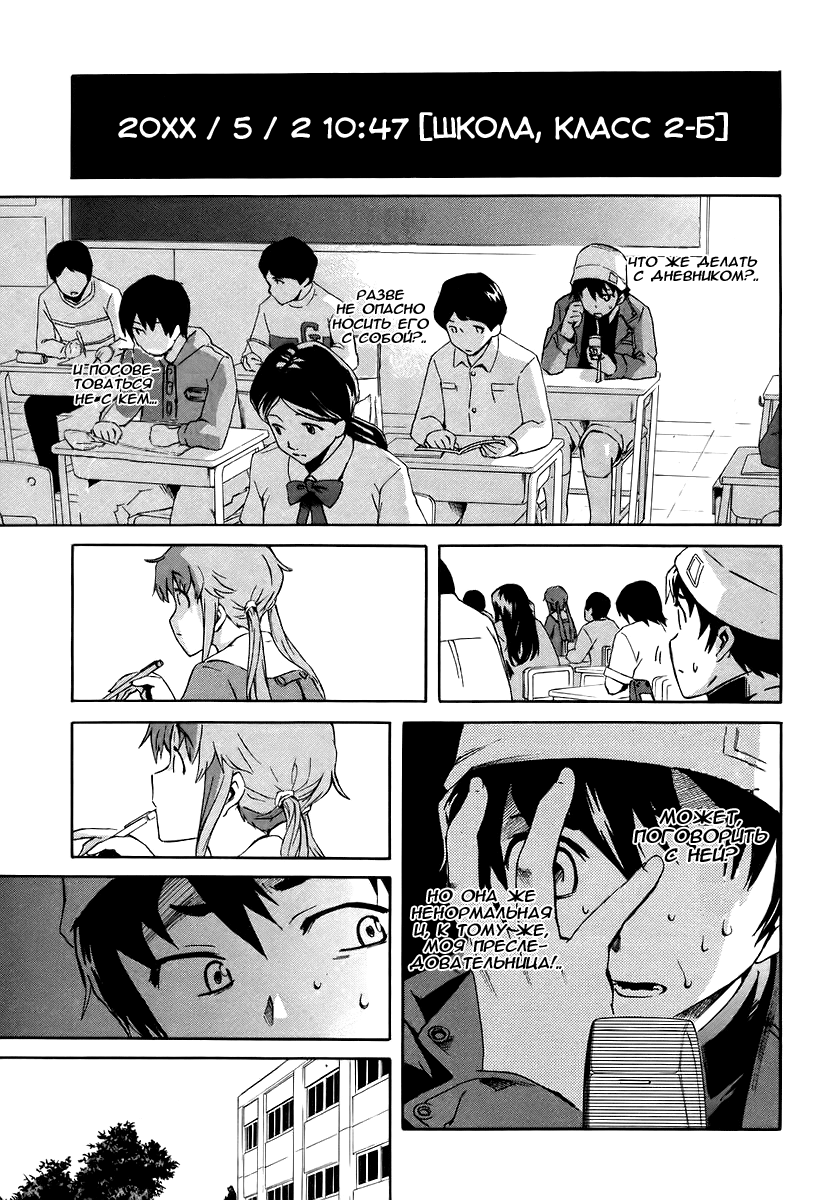 20XX / 5 / 2 10:47 [ШКОЛА, КЛАСС 2-Б]
ЧТО ЖЕ ДЕЛАТЬ
С ДНЕВНИКОМ?..
РАЗВЕ
НЕ ОПАСНО
НОСИТЬ ЕГО
С СОБОЙ?..
И ПОСОВЕ-
ТОВАТЬСЯ
НЕ С КЕМ...
G
МОЖЕТ,
ПОГОВОРИТЬ
С НЕЙ?
НО ОНА ЖЕ
НЕНОРМАЛЬНАЯ
И, К ТОМУ ЖЕ,
МОЯ ПРЕСЛЕ-
ДОВАТЕЛЬНИЦА!..